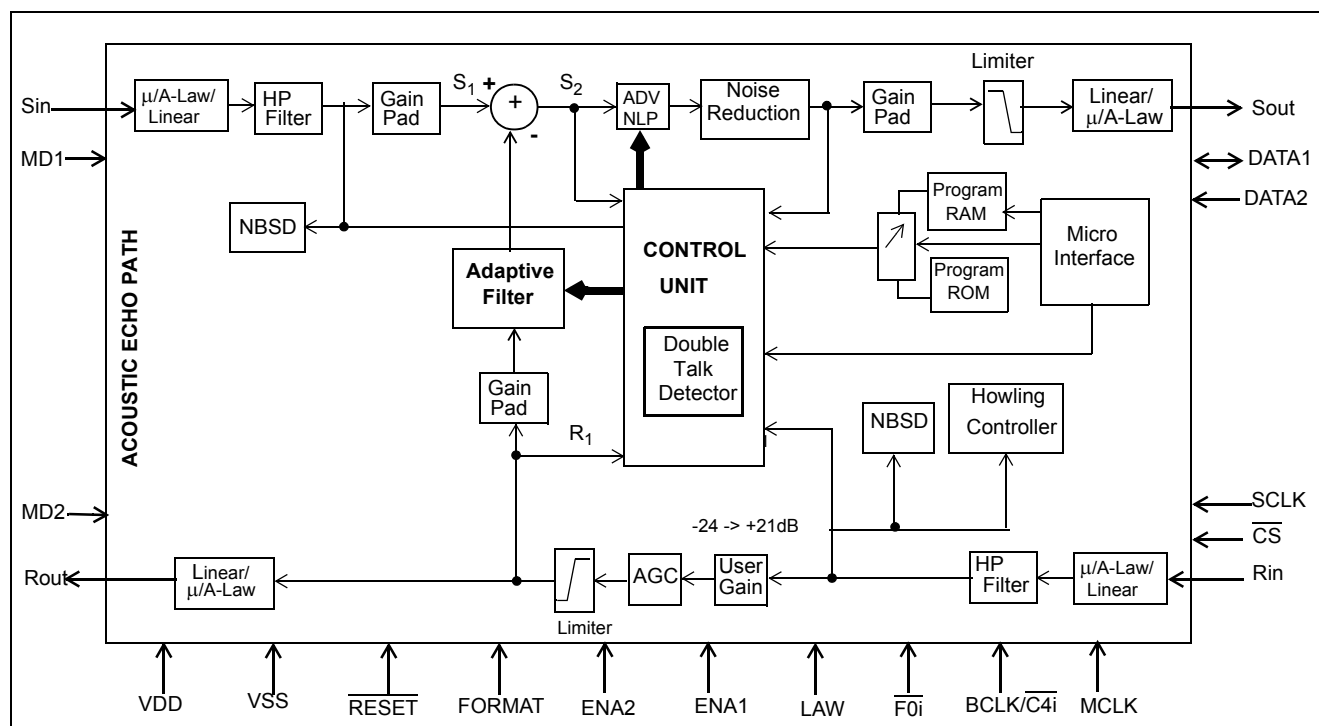 Limiter
Sin
μ/A-Law/
Linear
HP
Filter
Gain
Pad
S1
+
+
-
S2
ADV
NLP
Noise
Reduction
Gain
Pad
Linear/
μ/A-Law
Sout
MD1
DATA1
DATA2
NBSD
CONTROL
UNIT
Program
RAM
Micro
Interface
Program
ROM
Adaptive
Filter
Double
Talk
Detector
ACOUSTIC ECHO PATH
Gain
Pad
R1
NBSD
Howling
Controller
MD2
SCLK
-24 -> +21dB
CS
Rout
Linear/
μ/A-Law
AGC
User
Gain
HP
Filter
μ/A-Law/
Linear
Rin
Limiter
VDD
VSS
RESET
FORMAT
ENA2
ENA1
LAW
F0i
BCLK/C4i
MCLK